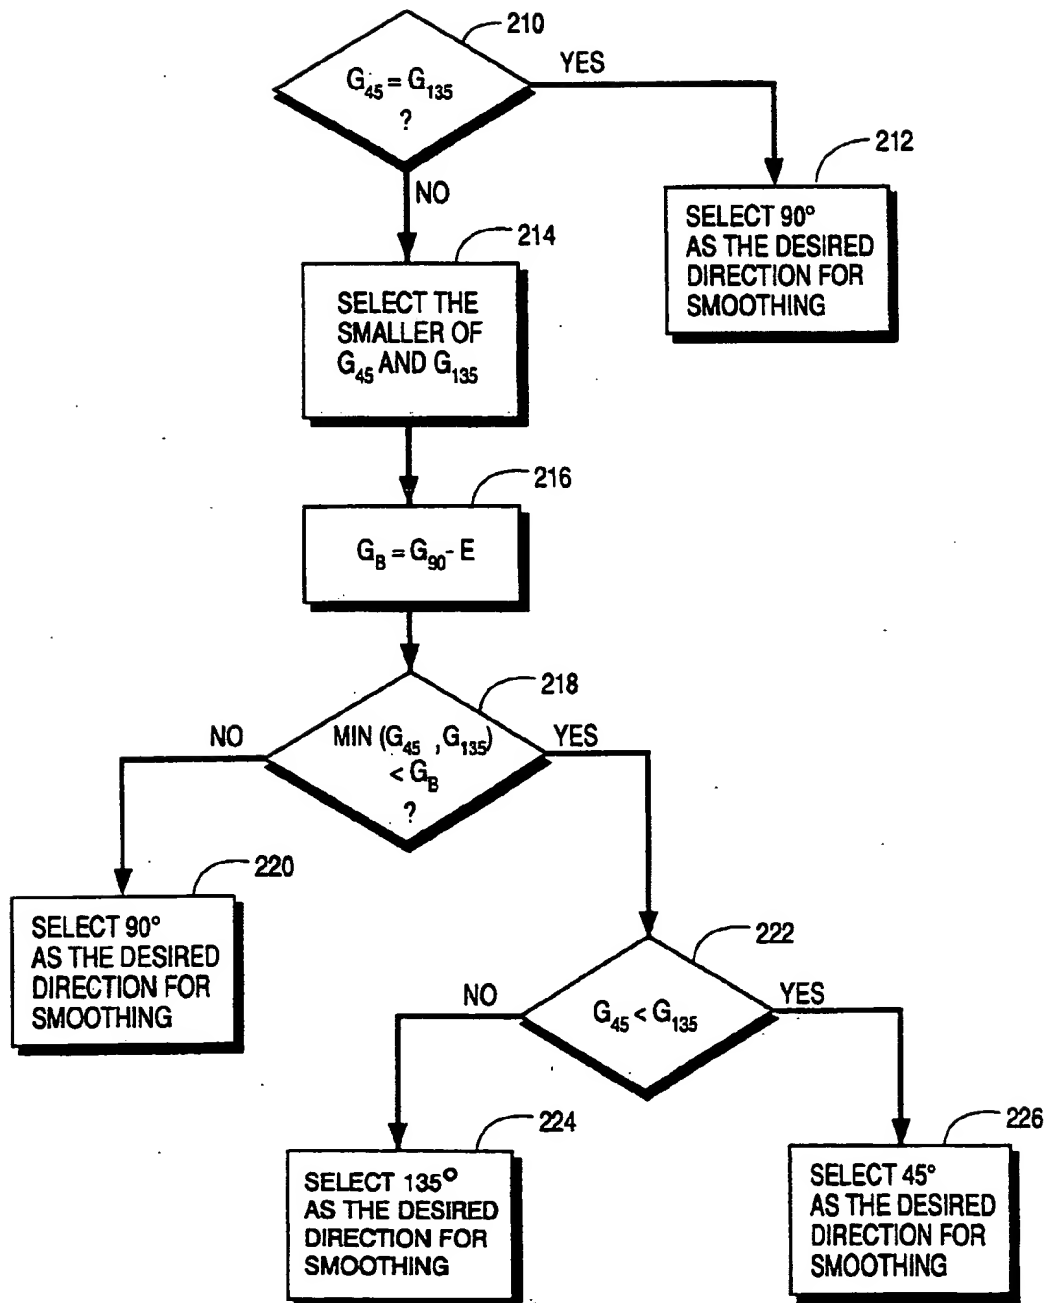 210
G45 = G135
?
YES
NO
212
SELECT 90°
AS THE DESIRED
DIRECTION FOR
SMOOTHING
214
SELECT THE
SMALLER OF
G45 AND G135
216
GB = G90 - E
218
MIN (G45 , G135)
< GB
?
NO
YES
220
SELECT 90°
AS THE DESIRED
DIRECTION FOR
SMOOTHING
222
G45 < G135
NO
YES
224
SELECT 135°
AS THE DESIRED
DIRECTION FOR
SMOOTHING
226
SELECT 45°
AS THE DESIRED
DIRECTION FOR
SMOOTHING